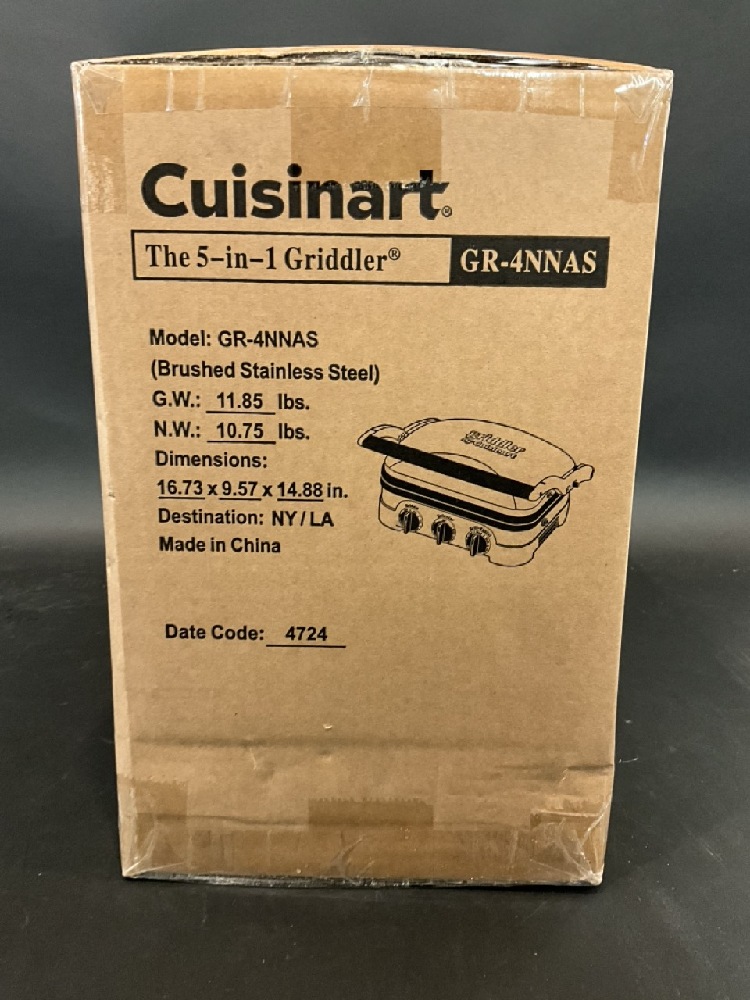 Cuisinart®
The 5-in-1 Griddler® GR-4NNAS
Model: GR-4NNAS
(Brushed Stainless Steel)
G.W.: 11.85 lbs.
N.W.: 10.75 lbs.
griddler
Dimensions:
16.73 x 9.57 x 14.88 in.
Destination: NY / LA
Made in China
Date Code: 4724